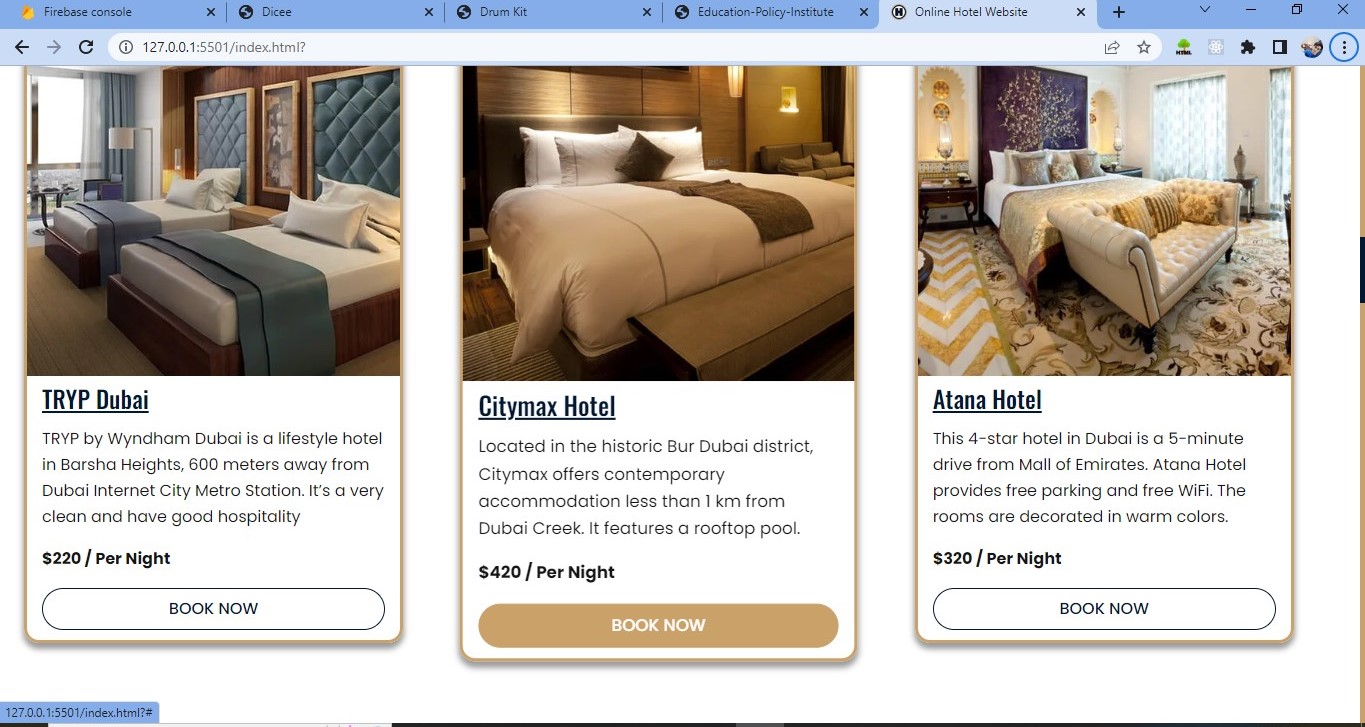 Firebase console
Dicee
Drum Kit
Education-Policy-Institute
Online Hotel Website
127.0.0.1:5501/index.html?
HTML
TRYP Dubai
TRYP by Wyndham Dubai is a lifestyle hotel
in Barsha Heights, 600 meters away from
Dubai Internet City Metro Station. It’s a very
clean and have good hospitality
$220 / Per Night
BOOK NOW
Citymax Hotel
Located in the historic Bur Dubai district,
Citymax offers contemporary
accommodation less than 1 km from
Dubai Creek. It features a rooftop pool.
$420 / Per Night
BOOK NOW
Atana Hotel
This 4-star hotel in Dubai is a 5-minute
drive from Mall of Emirates. Atana Hotel
provides free parking and free WiFi. The
rooms are decorated in warm colors.
$320 / Per Night
BOOK NOW
127.0.0.1:5501/index.html?#